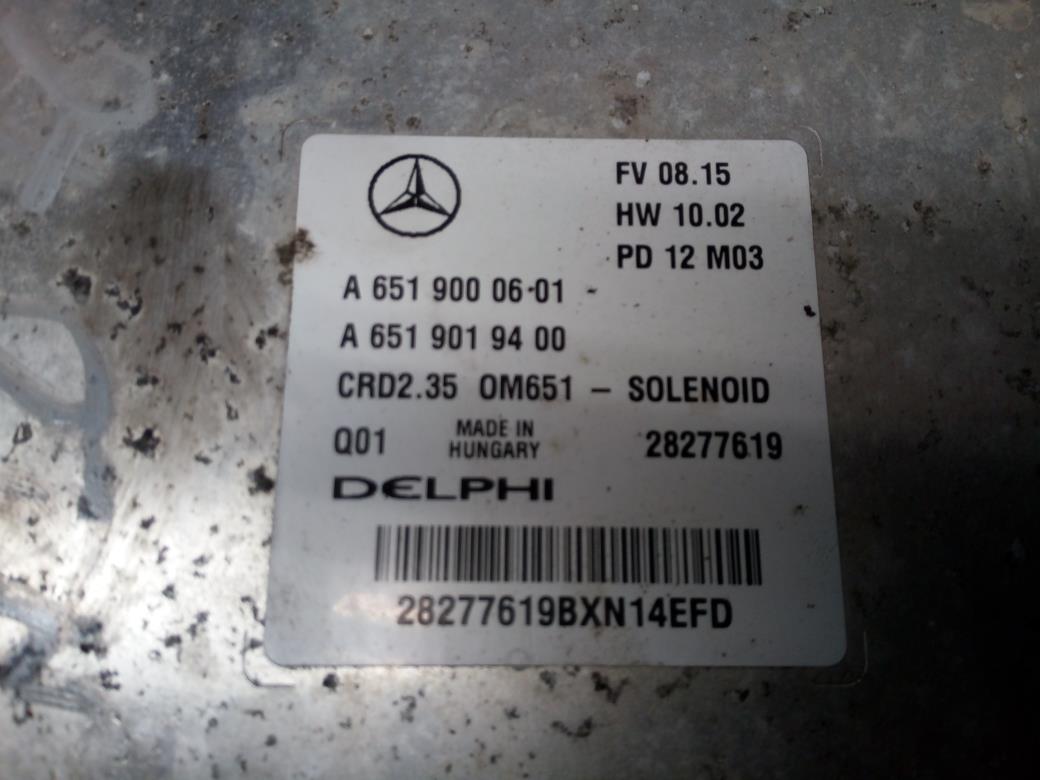 FV 08.15
HW 10.02
PD 12 M03
A 651 900 06 01
A 651 901 94 00
CRD2.35 OM651 – SOLENOID
Q01 MADE IN HUNGARY 28277619
DELPHI
28277619BXN14EFD